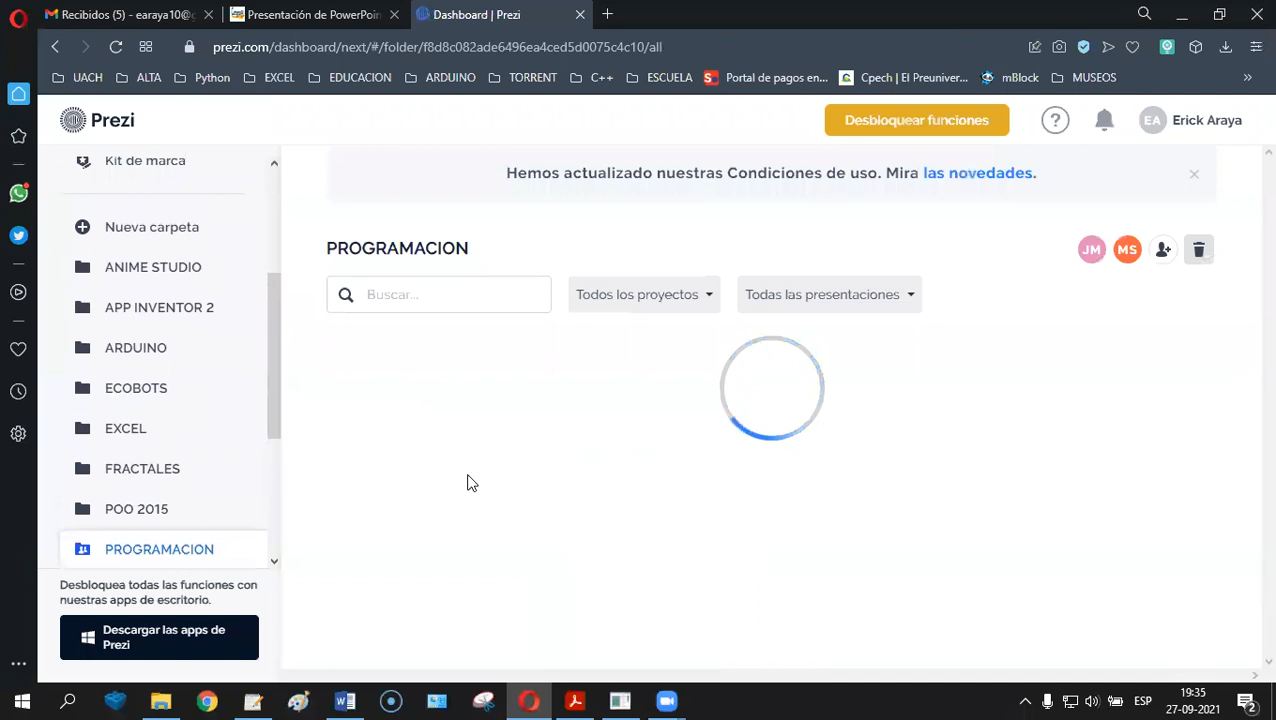 Recibidos (5) - earaya10@g
Presentación de PowerPoin
Dashboard | Prezi
prezi.com/dashboard/next/#/folder/f8d8c082ade6496ea4ced5d0075c4c10/all
UACH
ALTA
Python
EXCEL
EDUCACION
ARDUINO
TORRENT
C++
ESCUELA
Portal de pagos en...
Cpech | El Preuniver...
mBlock
MUSEOS
Prezi
Desbloquear funciones
EA
Erick Araya
Kit de marca
Nueva carpeta
ANIME STUDIO
APP INVENTOR 2
ARDUINO
ECOBOTS
EXCEL
FRACTALES
POO 2015
PROGRAMACION
Desbloquea todas las funciones con
nuestras apps de escritorio.
Descargar las apps de
Prezi
Hemos actualizado nuestras Condiciones de uso. Mira las novedades.
PROGRAMACION
JM
MS
Buscar...
Todos los proyectos
Todas las presentaciones
ESP
19:35
27-09-2021
2